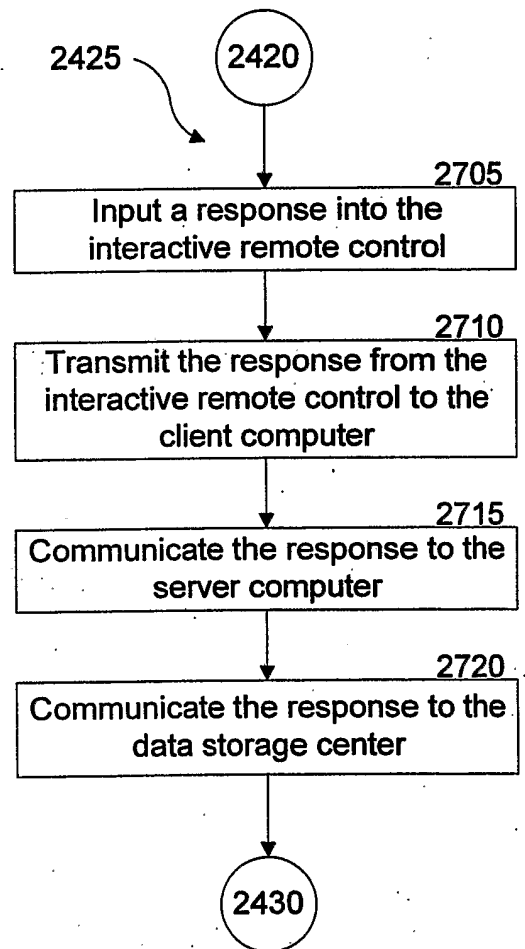 2425
2420
2705
Input a response into the
interactive remote control
2710
Transmit the response from the
interactive remote control to the
client computer
2715
Communicate the response to the
server computer
2720
Communicate the response to the
data storage center
2430